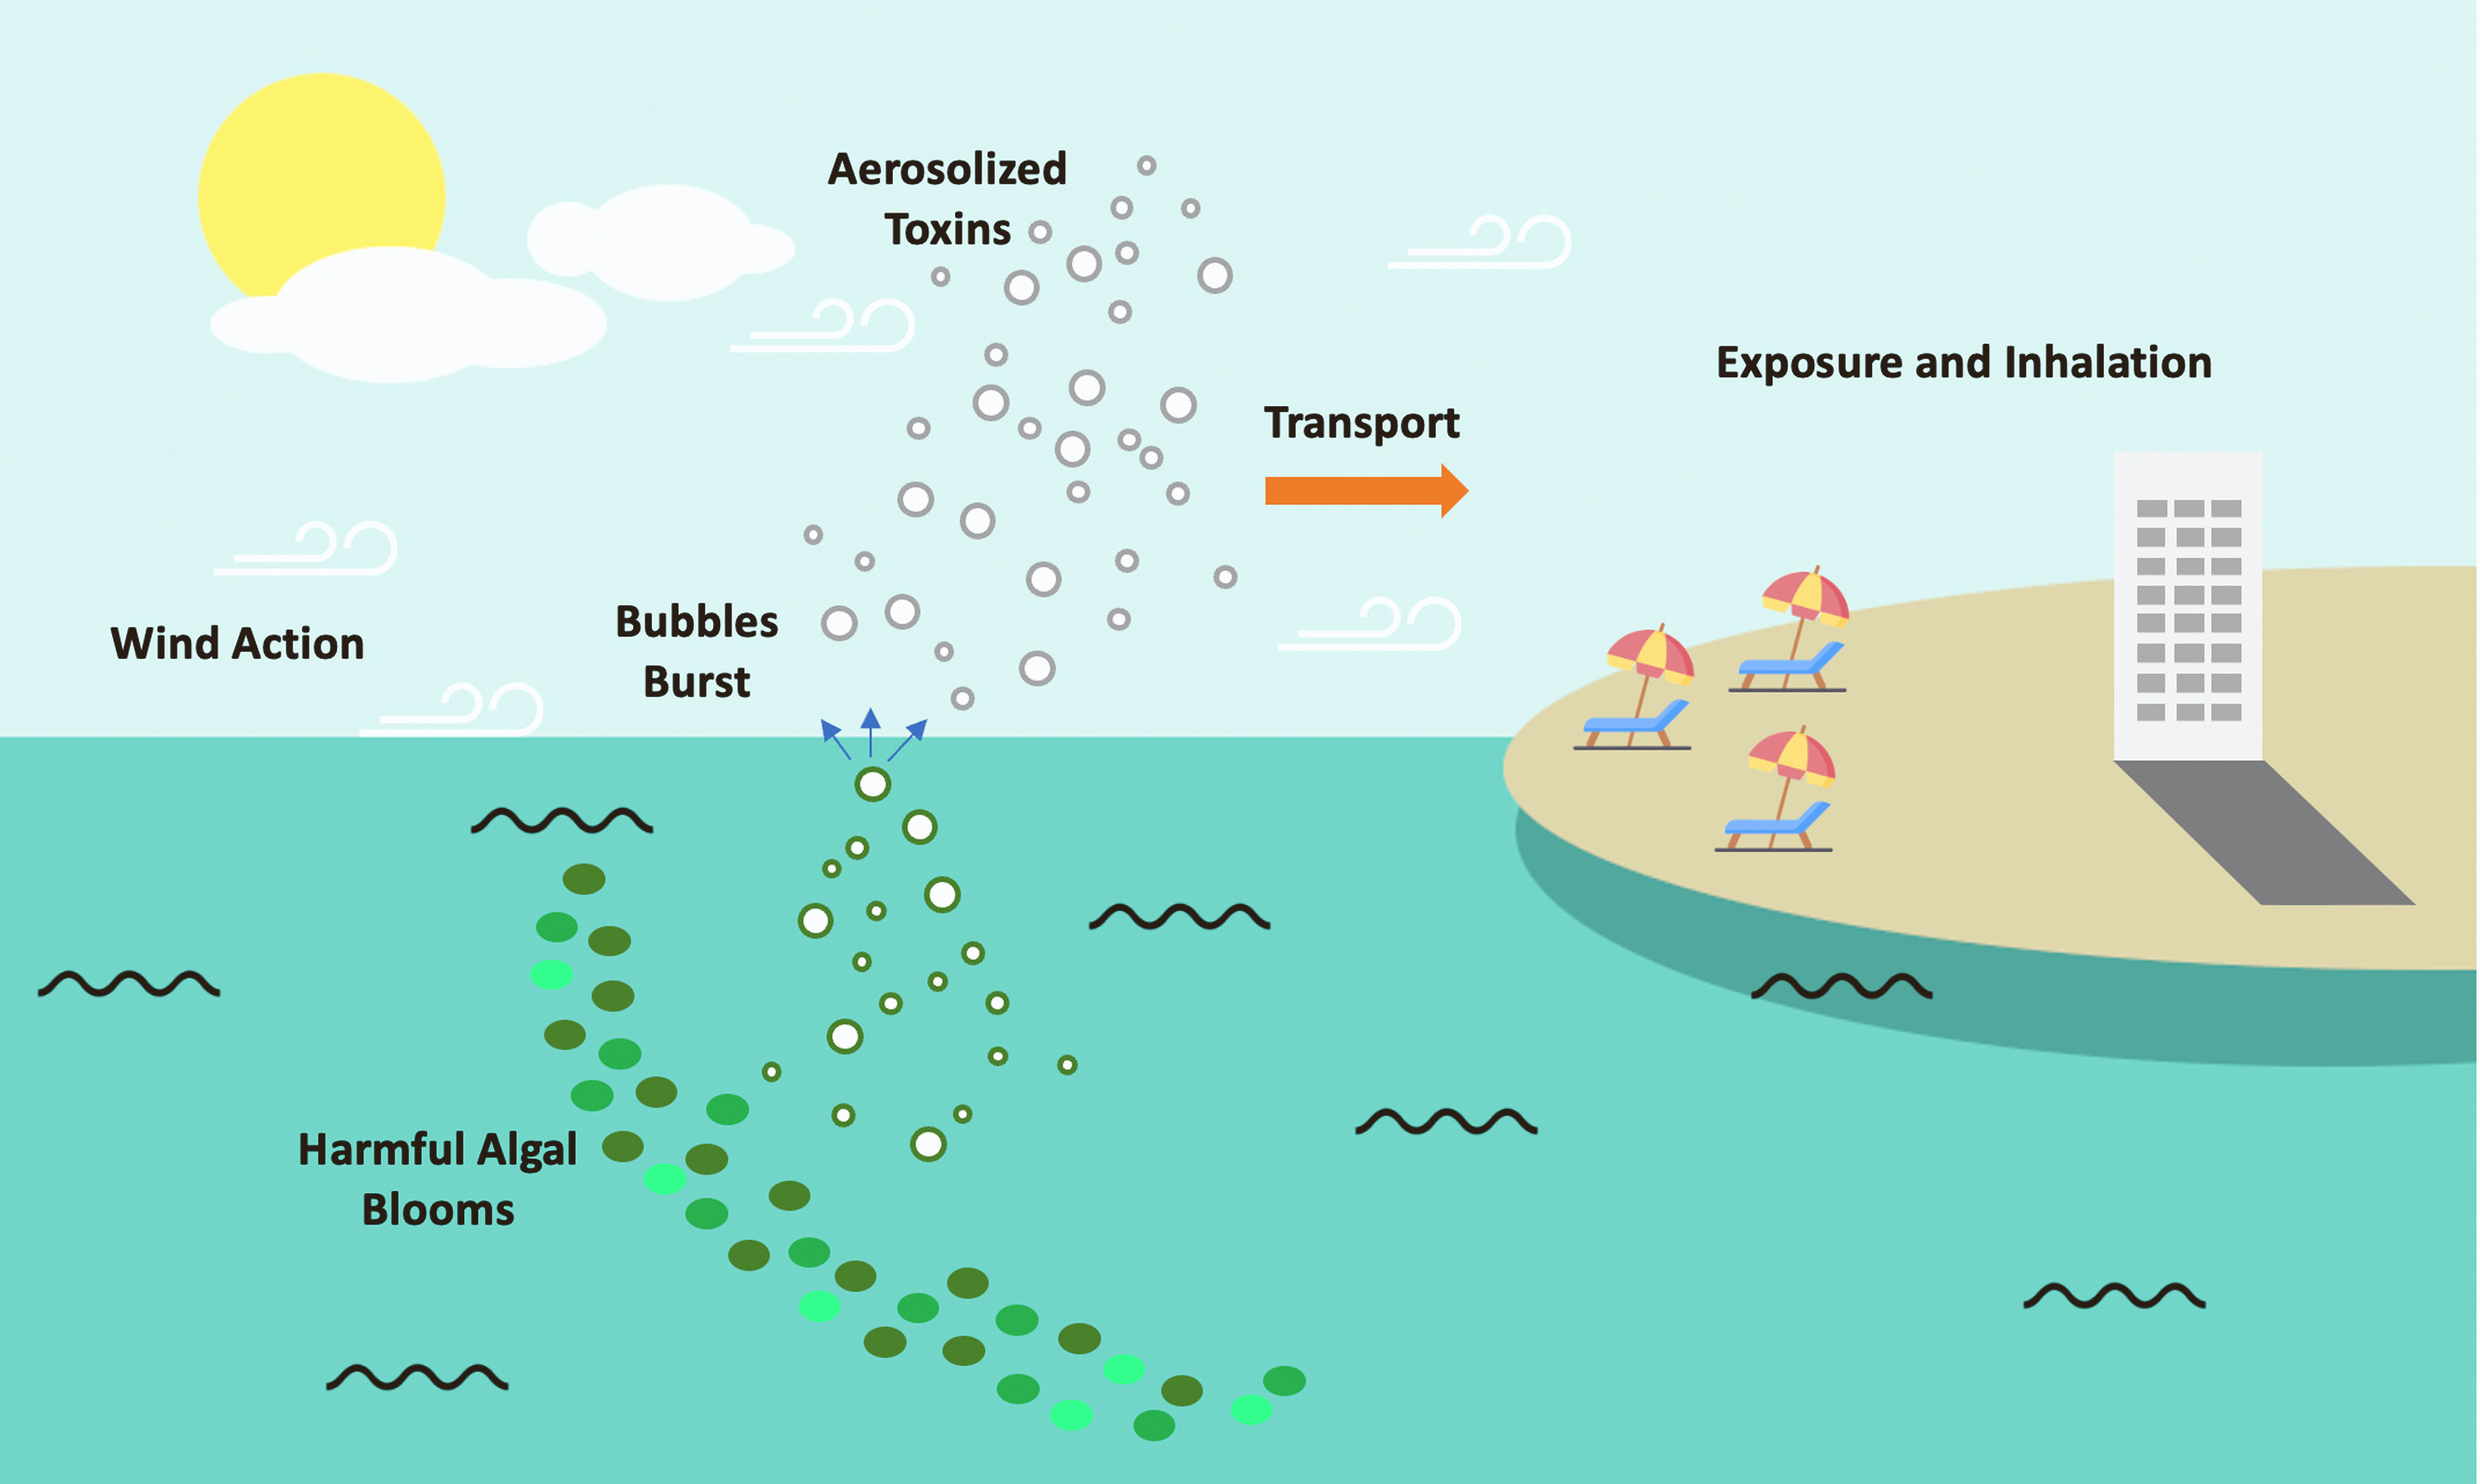 Aerosolized
Toxins
Exposure and Inhalation
Transport
Bubbles
Burst
Wind Action
Harmful Algal
Blooms